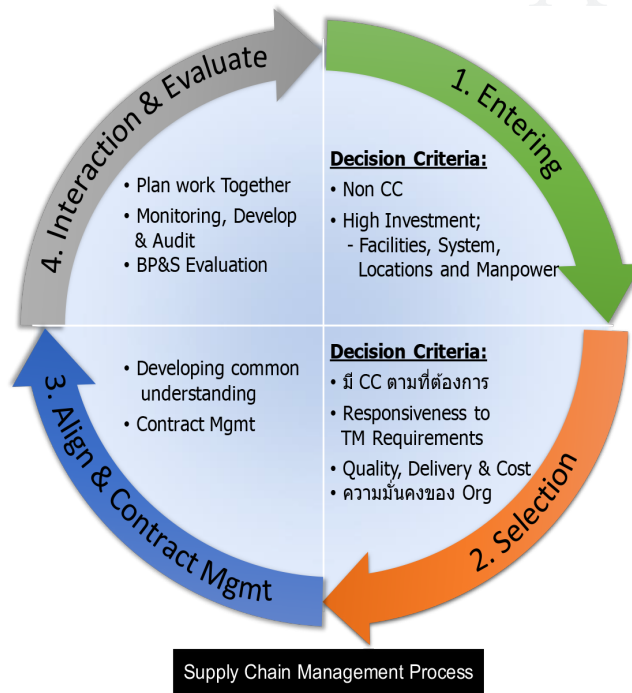 1. Entering
Decision Criteria:
• Non CC
• High Investment;
- Facilities, System,
Locations and Manpower
2. Selection
Decision Criteria:
• มี CC ตามที่ต้องการ
• Responsiveness to
TM Requirements
• Quality, Delivery & Cost
• ความมั่นคงของ Org
3. Align & Contract Mgmt
• Developing common
understanding
• Contract Mgmt
4. Interaction & Evaluate
• Plan work Together
• Monitoring, Develop
& Audit
• BP&S Evaluation
Supply Chain Management Process